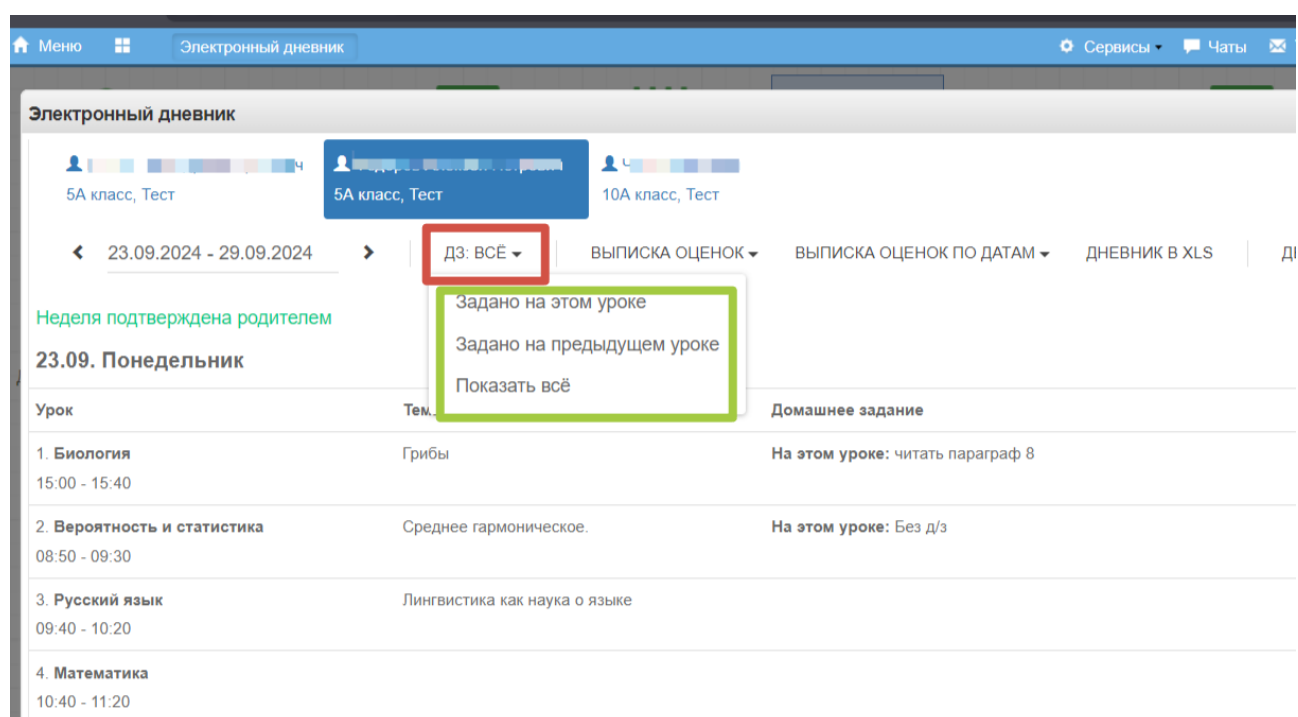 Меню Электронный дневник Сервисы Чаты
Электронный дневник
5А класс, Тест 5А класс, Тест 10А класс, Тест
23.09.2024 - 29.09.2024 ДЗ: ВСЁ ВЫПИСКА ОЦЕНОК ВЫПИСКА ОЦЕНОК ПО ДАТАМ ДНЕВНИК В XLS
Задано на этом уроке
Неделя подтверждена родителем
Задано на предыдущем уроке
23.09. Понедельник
Показать всё
Урок Домашнее задание
1. Биология Грибы На этом уроке: читать параграф 8
15:00 - 15:40
2. Вероятность и статистика Среднее гармоническое. На этом уроке: Без д/з
08:50 - 09:30
3. Русский язык Лингвистика как наука о языке
09:40 - 10:20
4. Математика
10:40 - 11:20